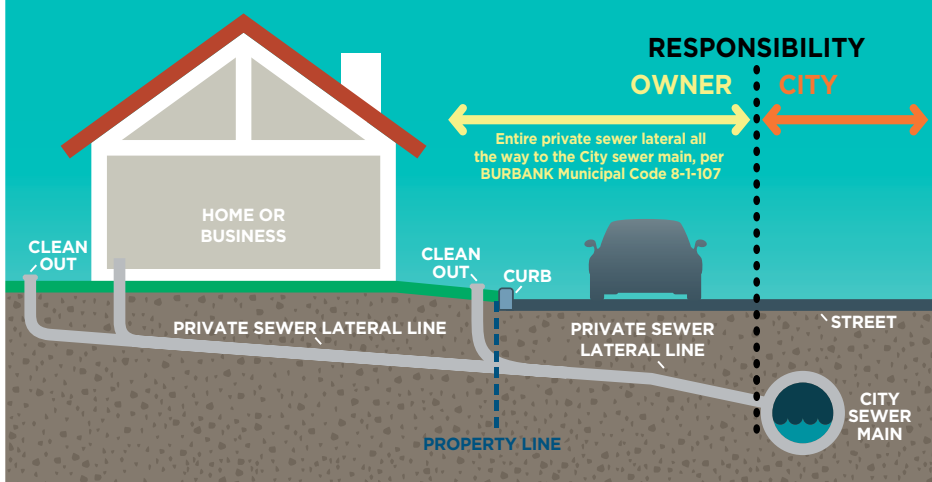 RESPONSIBILITY
OWNER
CITY
Entire private sewer lateral all
the way to the City sewer main, per
BURBANK Municipal Code 8-1-107
HOME OR
BUSINESS
CLEAN
OUT
CLEAN
OUT
CURB
PRIVATE SEWER LATERAL LINE
PRIVATE SEWER
LATERAL LINE
STREET
CITY
SEWER
MAIN
PROPERTY LINE